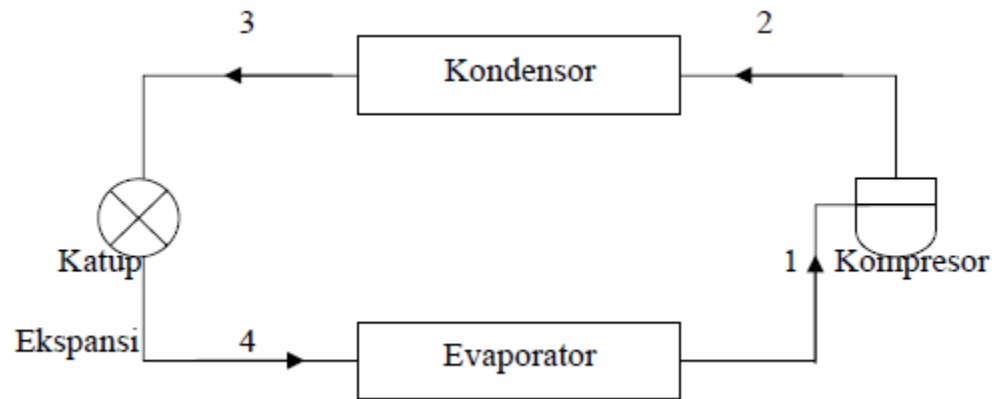 3
2
Kondensor
Katup
1
Kompresor
Ekspansi
4
Evaporator